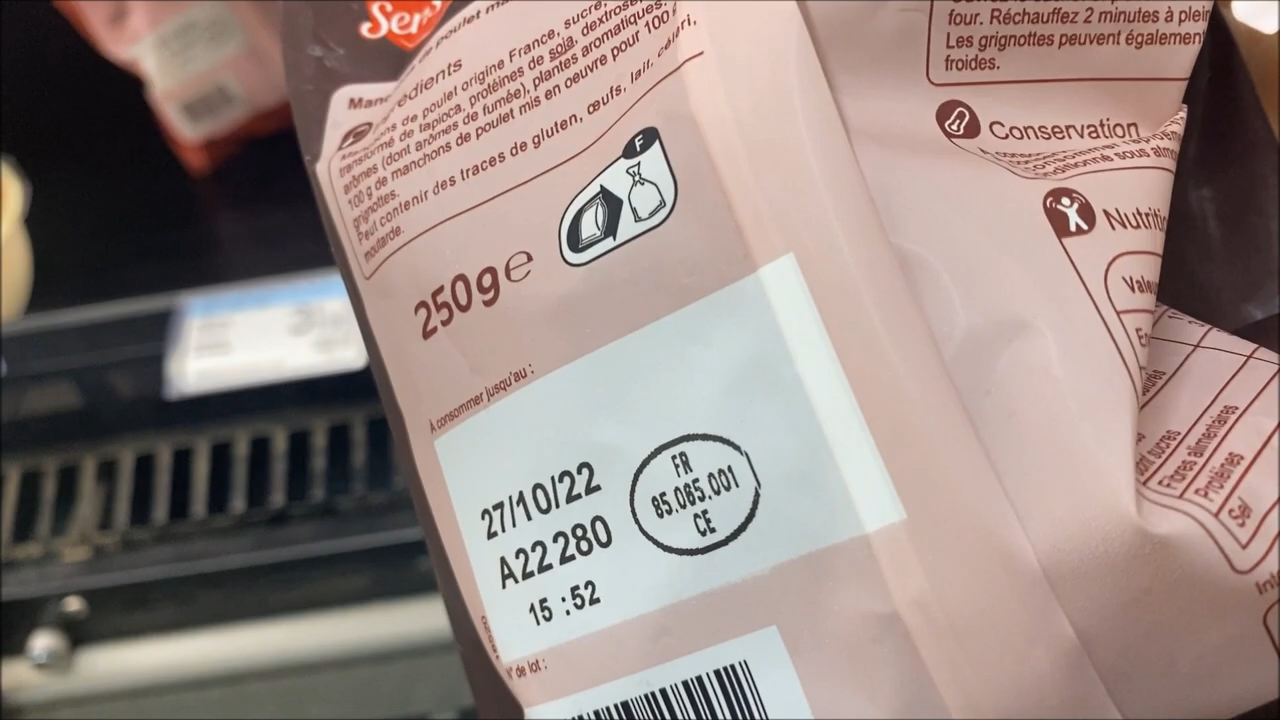 Ser
de poulet
Ingrédients
de poulet origine France, sucre,
transformé de tapioca, protéines de soja, dextrose,
arômes (dont arômes de fumée), plantes aromatiques.
100 g de manchons de poulet mis en oeuvre pour 100 g
grignottes.
Peut contenir des traces de gluten, œufs, lait, céleri,
moutarde.
F
250g e
À consommer jusqu'au :
27/10/22
A22 280
15 :52
FR
85.065.001
CE
N° de lot :
four. Réchauffez 2 minutes à plein
Les grignottes peuvent également
froides.
Conservation
Nutriti
Valeu
sucres
Fibres alimentaires
Protéines
Sel